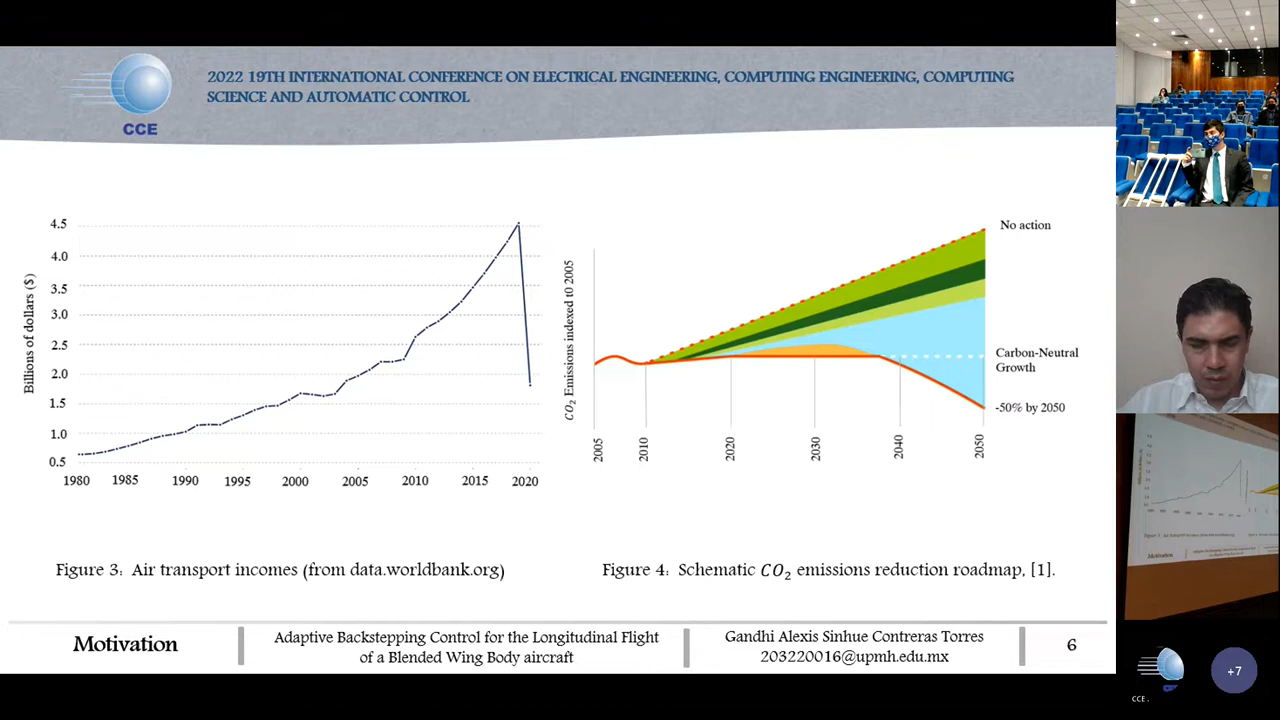 2022 19TH INTERNATIONAL CONFERENCE ON ELECTRICAL ENGINEERING, COMPUTING ENGINEERING, COMPUTING
SCIENCE AND AUTOMATIC CONTROL
CCE
Billions of dollars ($)
4.5
4.0
3.5
3.0
2.5
2.0
1.5
1.0
0.5
1980
1985
1990
1995
2000
2005
2010
2015
2020
Figure 3: Air transport incomes (from data.worldbank.org)
CO₂ Emissions indexed t0 2005
No action
Carbon-Neutral
Growth
-50% by 2050
2005
2010
2020
2030
2040
2050
Figure 4: Schematic CO₂ emissions reduction roadmap, [1].
Motivation
Adaptive Backstepping Control for the Longitudinal Flight
of a Blended Wing Body aircraft
Gandhi Alexis Sinhue Contreras Torres
203220016@upmh.edu.mx
6
Motivation
CCE .
+7